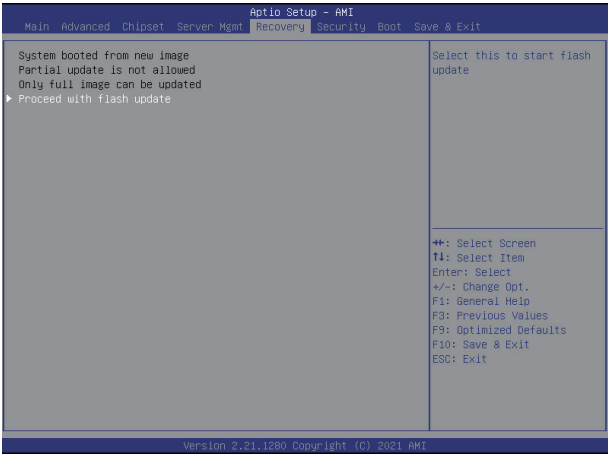 Aptio Setup - AMI
Main Advanced Chipset Server Mgmt Recovery Security Boot Save & Exit
System booted from new image
Partial update is not allowed
Only full image can be updated
Proceed with flash update
Select this to start flash
update
→←: Select Screen
↑↓: Select Item
Enter: Select
+/-: Change Opt.
F1: General Help
F3: Previous Values
F9: Optimized Defaults
F10: Save & Exit
ESC: Exit
Version 2.21.1280 Copyright (C) 2021 AMI